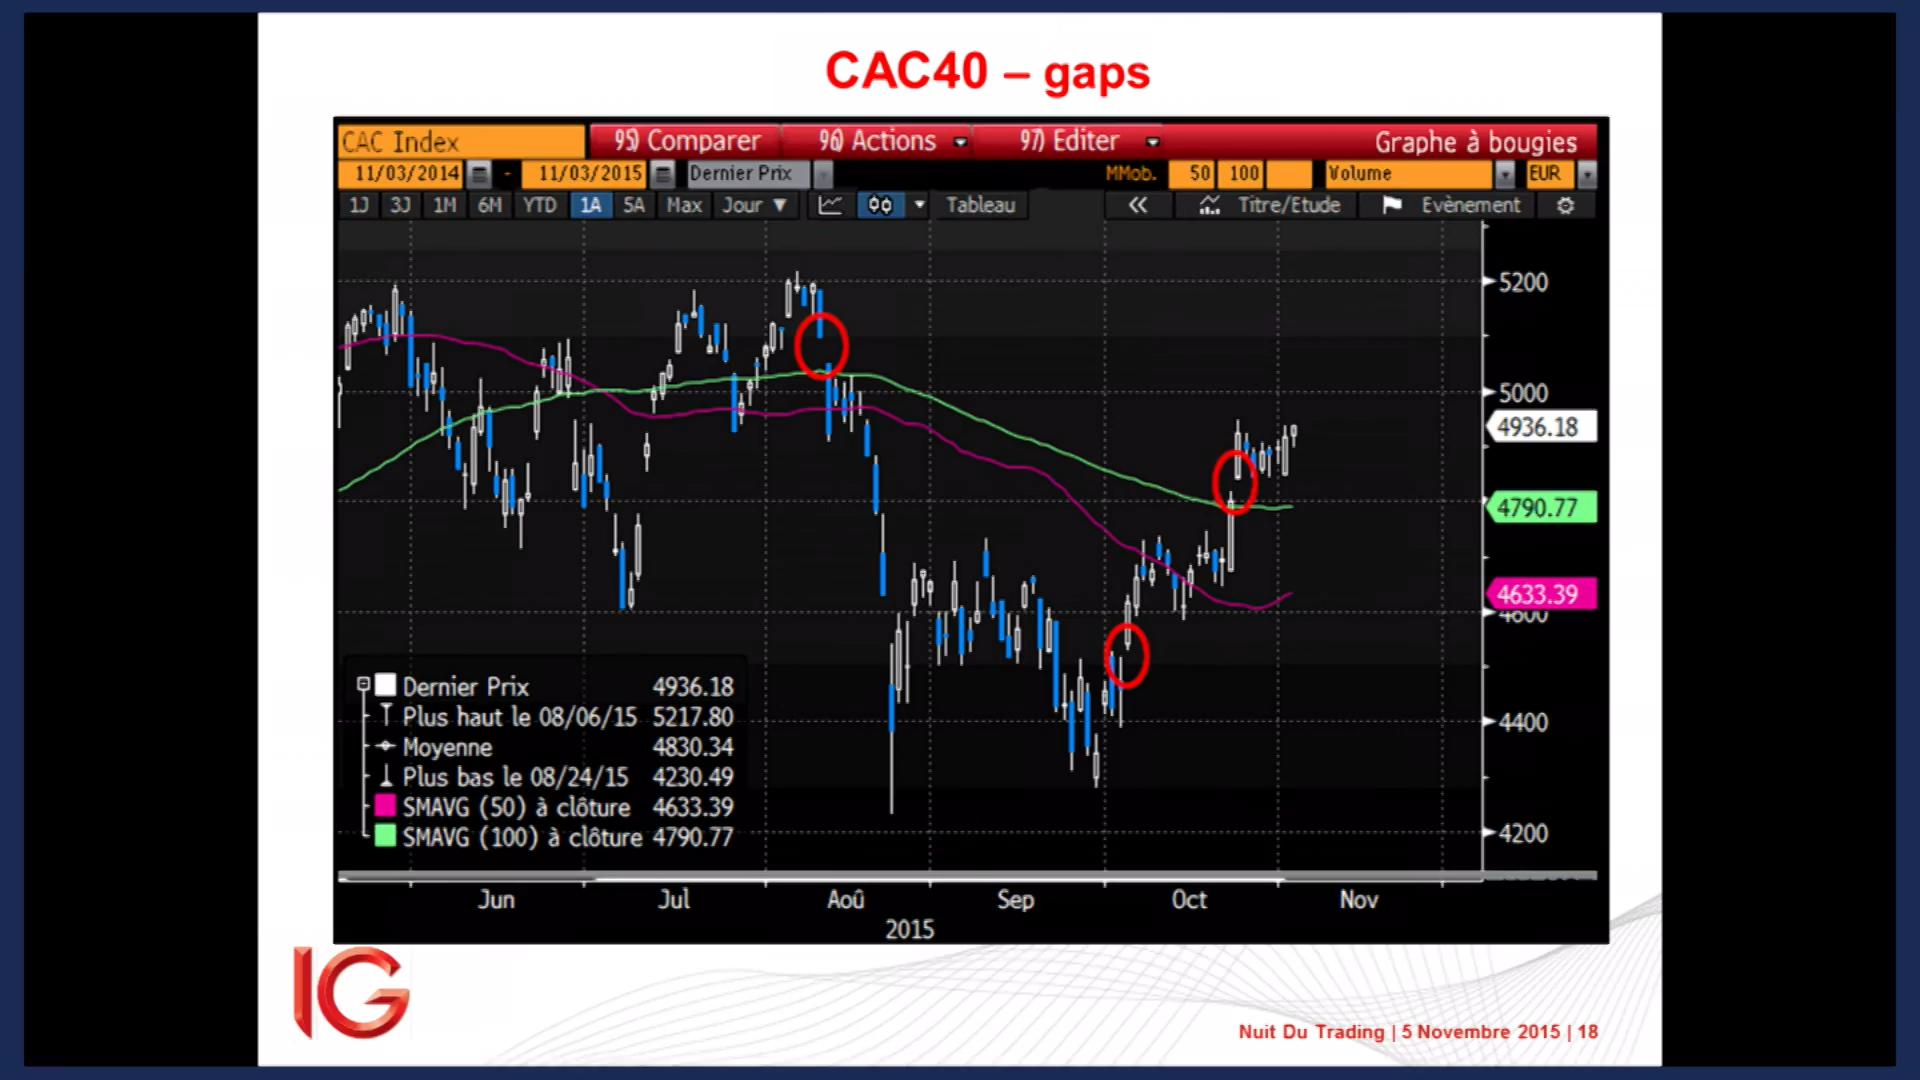 CAC40 – gaps
CAC Index 95) Comparer 96) Actions 97) Editer Graphe à bougies
11/03/2014 - 11/03/2015 Dernier Prix MMob. 50 100 Volume EUR
1J 3J 1M 6M YTD 1A 5A Max Jour Tableau « Titre/Etude Evènement
5200
5000
4936.18
4790.77
4633.39
4600
4400
4200
Dernier Prix 4936.18
Plus haut le 08/06/15 5217.80
Moyenne 4830.34
Plus bas le 08/24/15 4230.49
SMAVG (50) à clôture 4633.39
SMAVG (100) à clôture 4790.77
Jun Jul Aoû Sep Oct Nov
2015
IG
Nuit Du Trading | 5 Novembre 2015 | 18